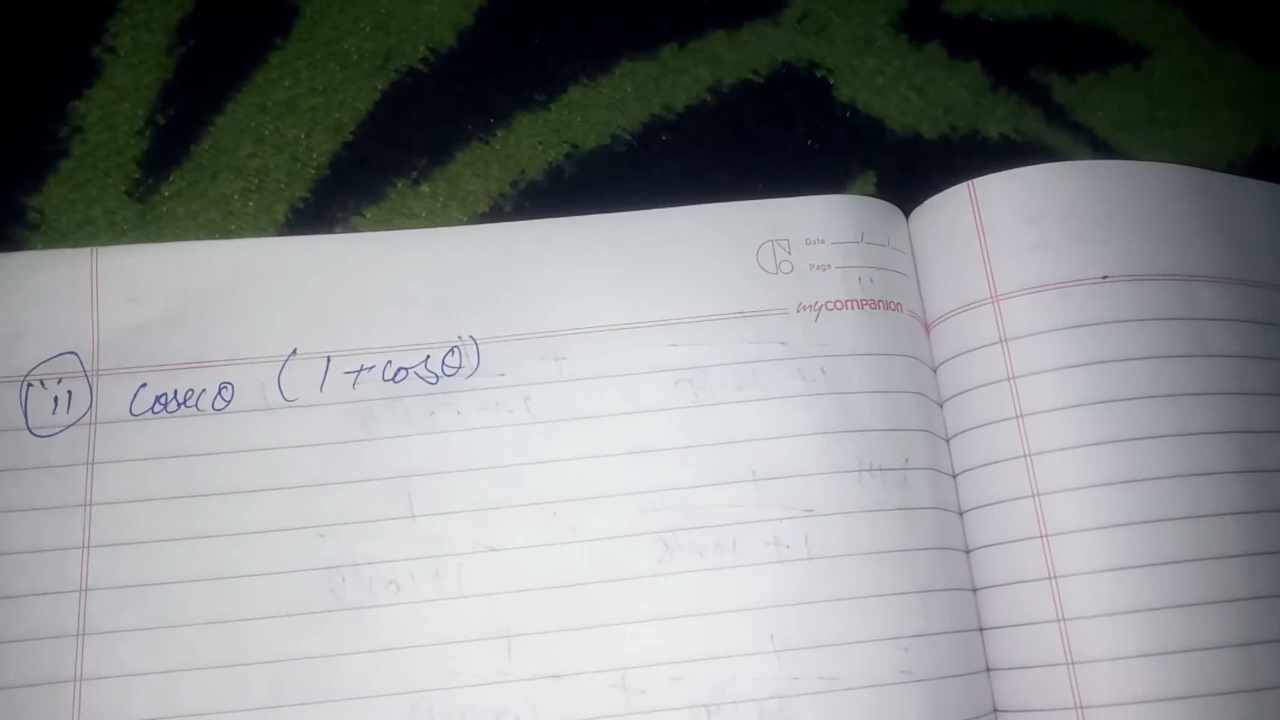 Date
Page
mycompanion
(ii) cosecθ (1+cosθ)